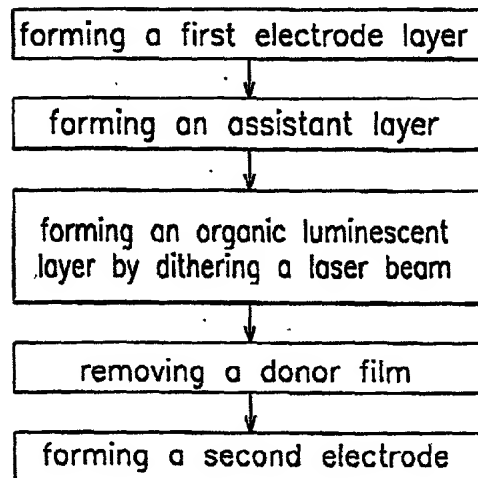 forming a first electrode layer
forming an assistant layer
forming an organic luminescent
layer by dithering a laser beam
removing a donor film
forming a second electrode